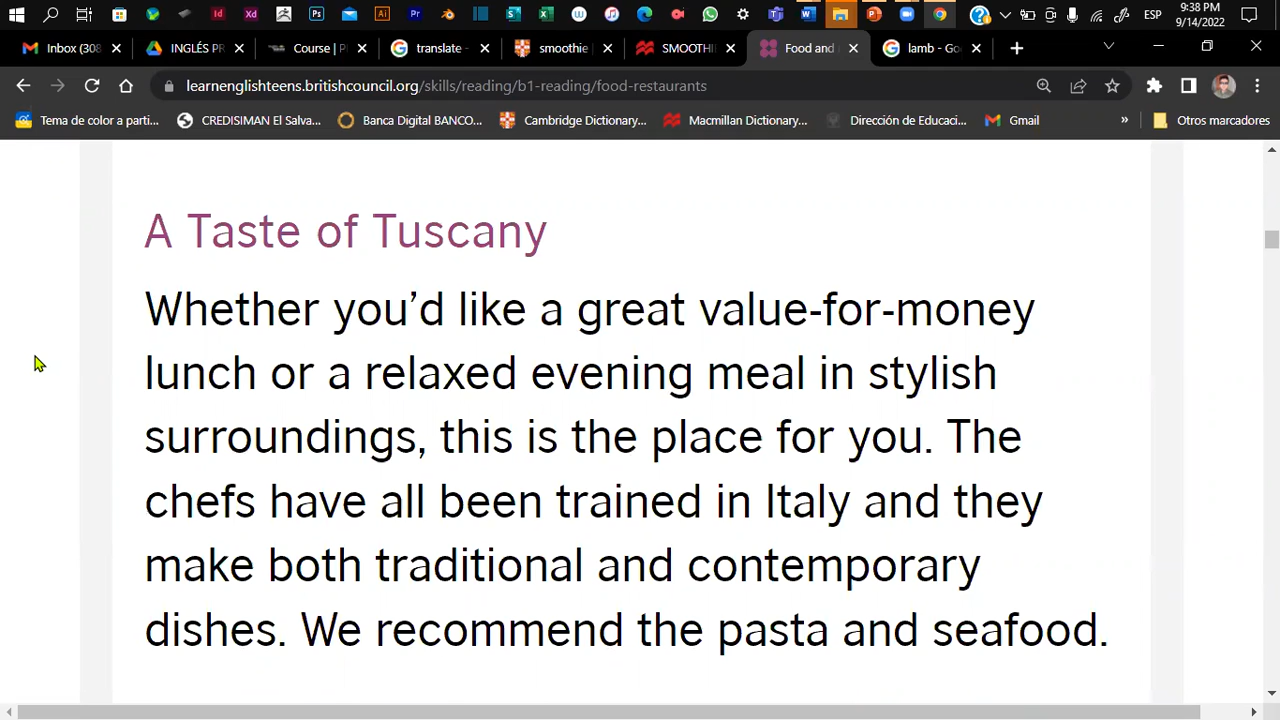 9:38 PM
ESP
9/14/2022
Inbox (308
INGLÉS PR
Course | P
translate -
smoothie |
SMOOTHI
Food and
lamb - Go
learnenglishteens.britishcouncil.org/skills/reading/b1-reading/food-restaurants
Tema de color a parti...
CREDISIMAN El Salva...
Banca Digital BANCO...
Cambridge Dictionary...
Macmillan Dictionary...
Dirección de Educaci...
Gmail
»
Otros marcadores
A Taste of Tuscany
Whether you’d like a great value-for-money
lunch or a relaxed evening meal in stylish
surroundings, this is the place for you. The
chefs have all been trained in Italy and they
make both traditional and contemporary
dishes. We recommend the pasta and seafood.